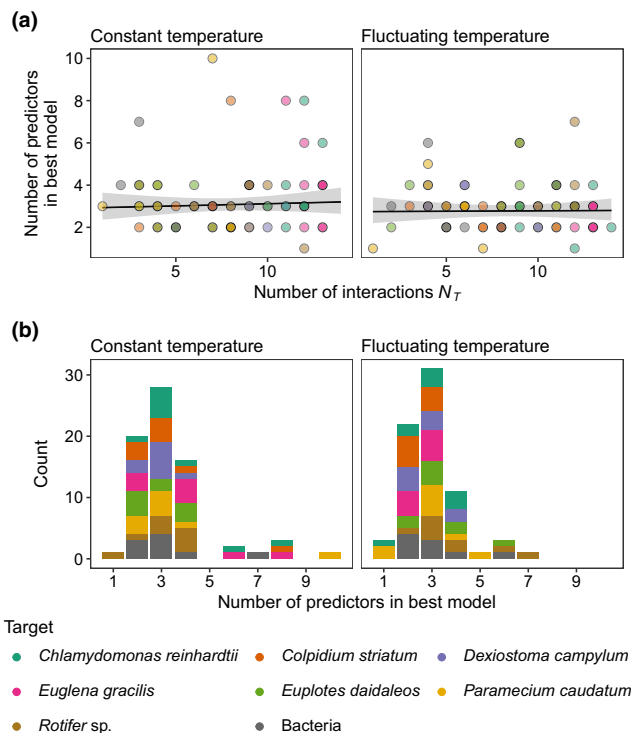 (a)
Constant temperature
Fluctuating temperature
Number of predictors
in best model
10
8
6
4
2
5
10
5
10
Number of interactions N_T
(b)
Constant temperature
Fluctuating temperature
Count
30
20
10
0
1
3
5
7
9
1
3
5
7
9
Number of predictors in best model
Target
Chlamydomonas reinhardtii
Colpidium striatum
Dexiostoma campylum
Euglena gracilis
Euplotes daidaleos
Paramecium caudatum
Rotifer sp.
Bacteria